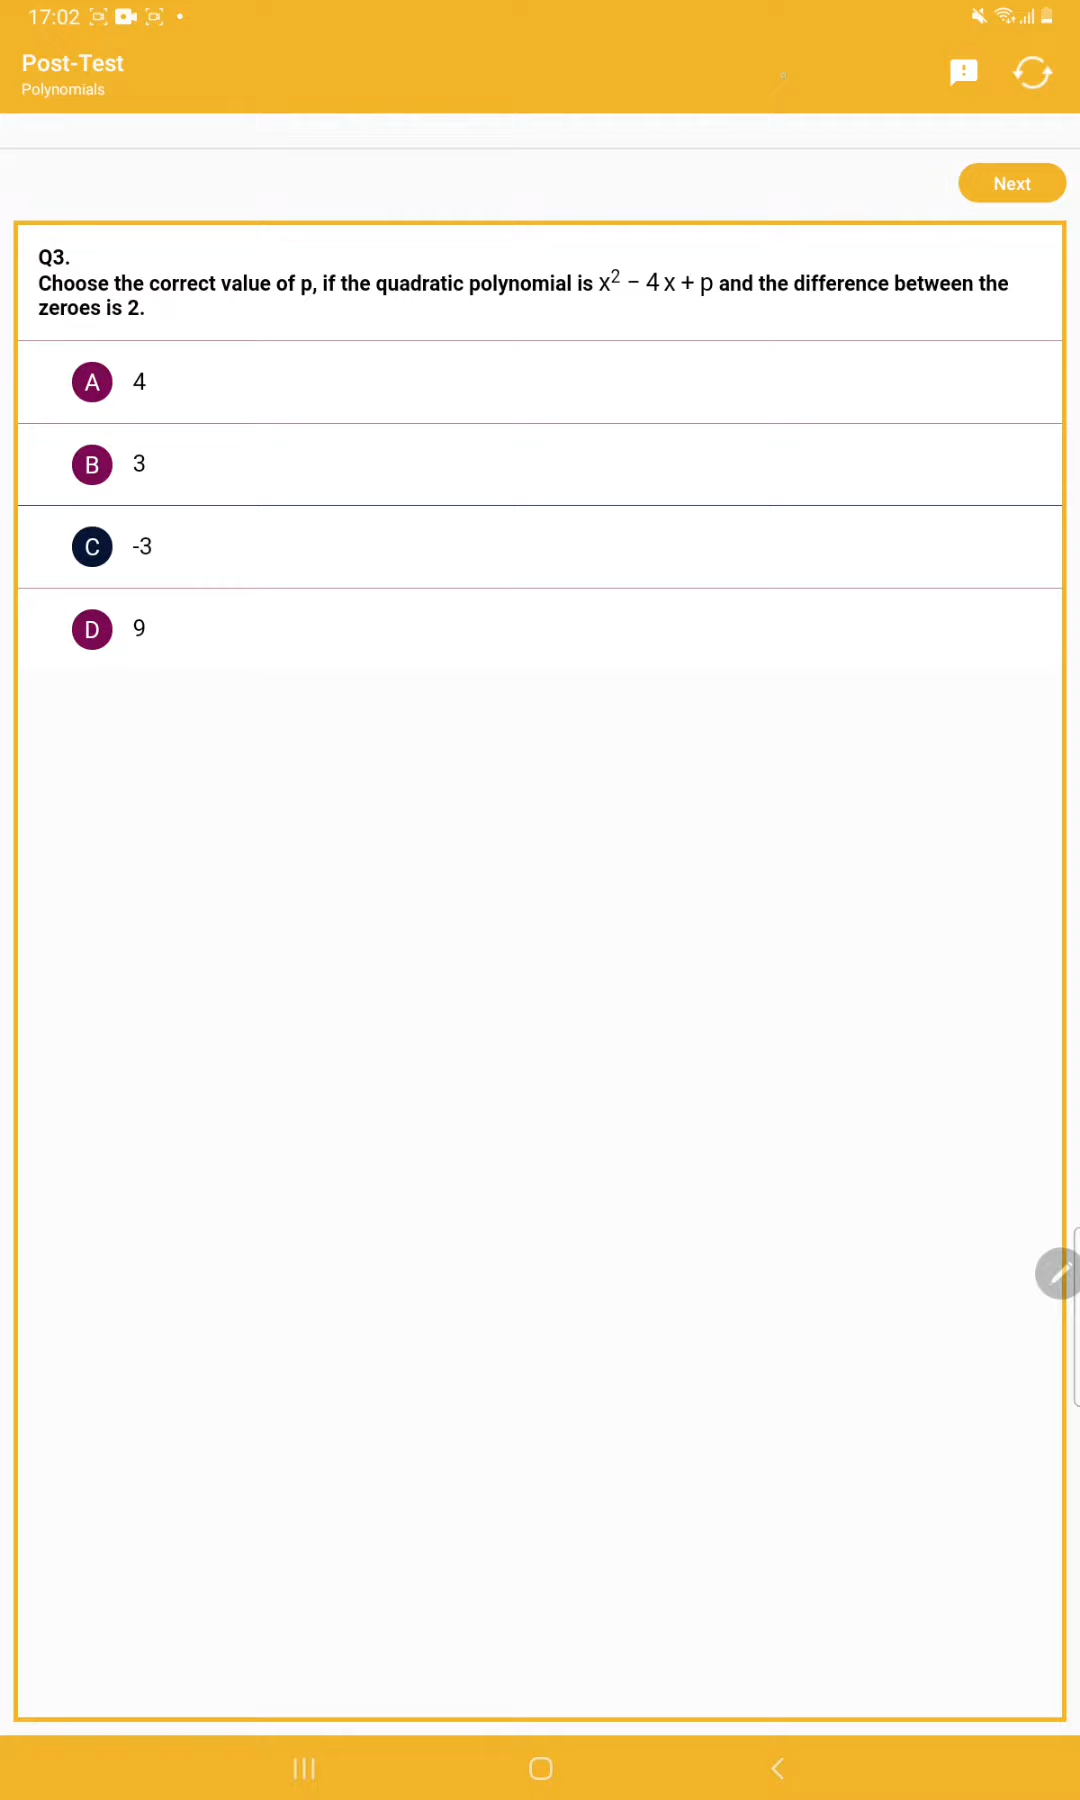 17:02
Post-Test
Polynomials
Next
Q3.
Choose the correct value of p, if the quadratic polynomial is x² − 4x + p and the difference between the
zeroes is 2.
A 4
B 3
C -3
D 9